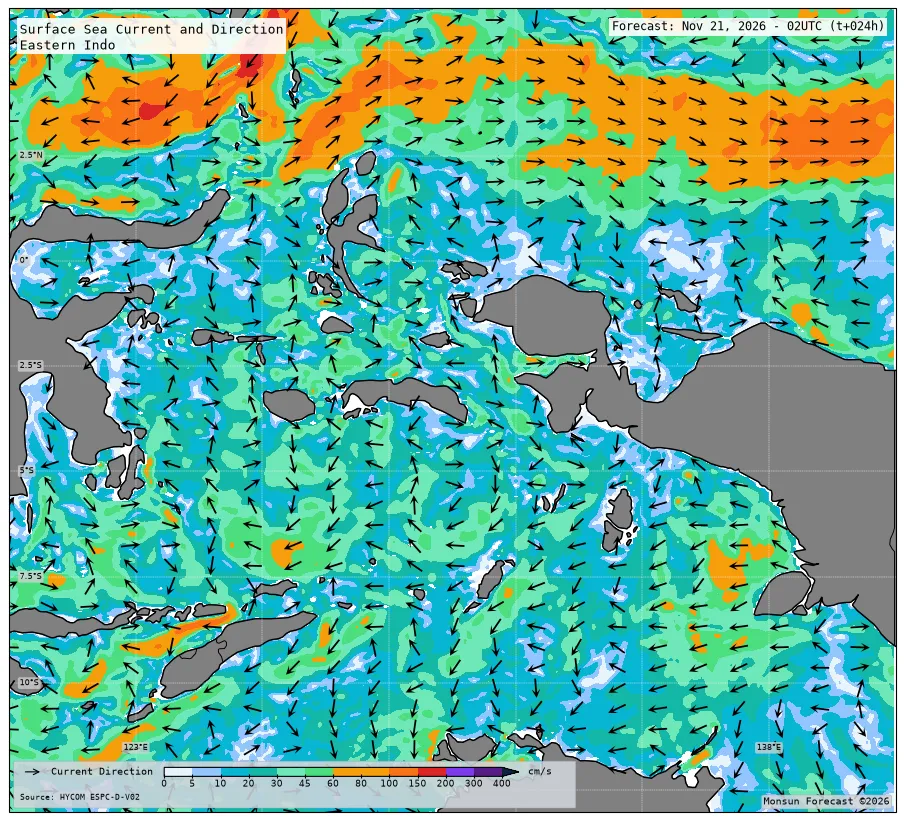 Surface Sea Current and Direction
Eastern Indo
Forecast: Nov 21, 2026 - 02UTC (t+024h)
2.5°N
0°
2.5°S
5°S
7.5°S
10°S
123°E
138°E
Current Direction
0 5 10 20 30 45 60 80 100 150 200 300 400 cm/s
Source: HYCOM ESPC-D-V02
Monsun Forecast ©2026